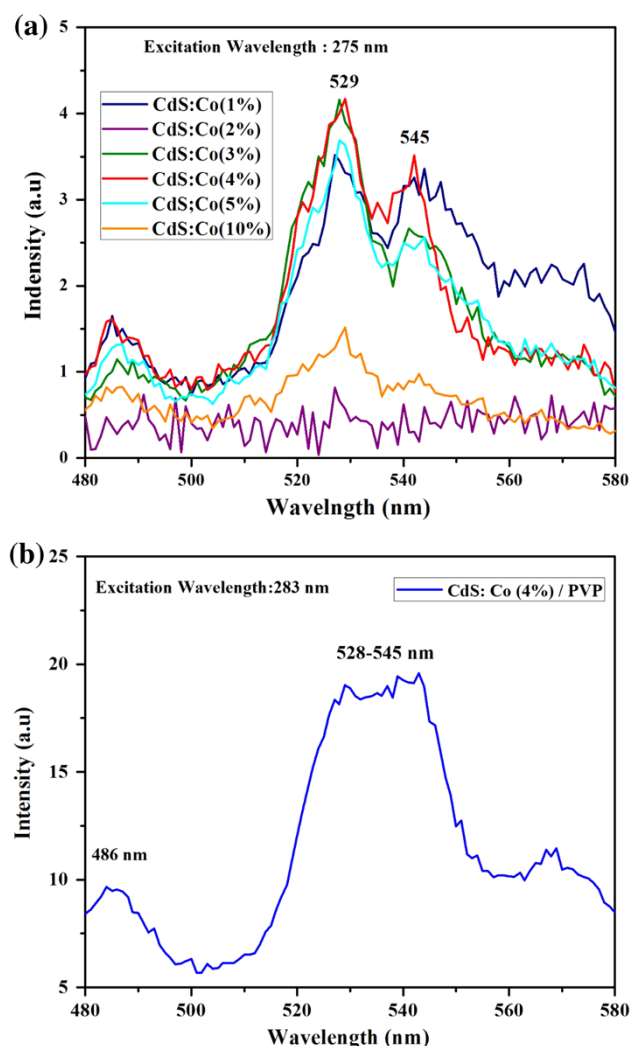 (a)
Excitation Wavelength : 275 nm
529
545
CdS:Co(1%)
CdS:Co(2%)
CdS:Co(3%)
CdS:Co(4%)
CdS;Co(5%)
CdS:Co(10%)
Indensity (a.u)
5
4
3
2
1
0
480 500 520 540 560 580
Wavelngth (nm)
(b)
Excitation Wavelength:283 nm
CdS: Co (4%) / PVP
528-545 nm
486 nm
Intensity (a.u)
25
20
15
10
5
480 500 520 540 560 580
Wavelength (nm)